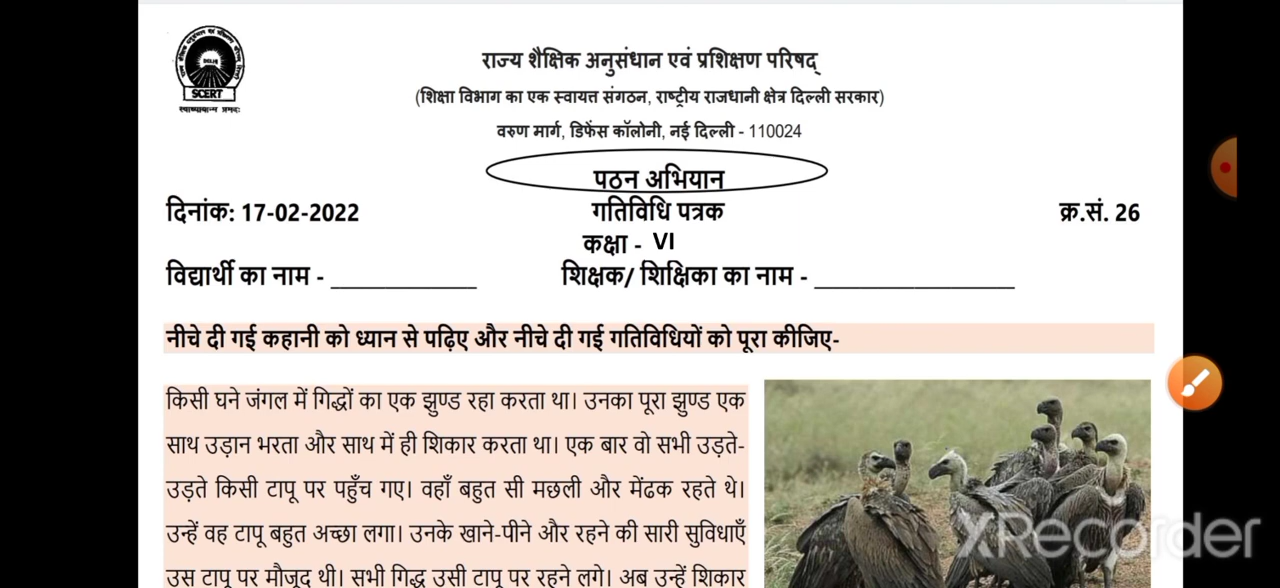 राज्य शैक्षिक अनुसंधान एवं प्रशिक्षण परिषद्
(शिक्षा विभाग का एक स्वायत्त संगठन, राष्ट्रीय राजधानी क्षेत्र दिल्ली सरकार)
वरुण मार्ग, डिफेंस कॉलोनी, नई दिल्ली - 110024
DELHI
SCERT
पठन अभियान
दिनांक: 17-02-2022 गतिविधि पत्रक क्र.सं. 26
कक्षा - VI
विद्यार्थी का नाम - ____________ शिक्षक/ शिक्षिका का नाम - ________________
नीचे दी गई कहानी को ध्यान से पढ़िए और नीचे दी गई गतिविधियों को पूरा कीजिए-
किसी घने जंगल में गिद्धों का एक झुण्ड रहा करता था। उनका पूरा झुण्ड एक
साथ उड़ान भरता और साथ में ही शिकार करता था। एक बार वो सभी उड़ते-
उड़ते किसी टापू पर पहुँच गए। वहाँ बहुत सी मछली और मेंढक रहते थे।
उन्हें वह टापू बहुत अच्छा लगा। उनके खाने-पीने और रहने की सारी सुविधाएँ
उस टापू पर मौजूद थी। सभी गिद्ध उसी टापू पर रहने लगे। अब उन्हें शिकार
XRecorder